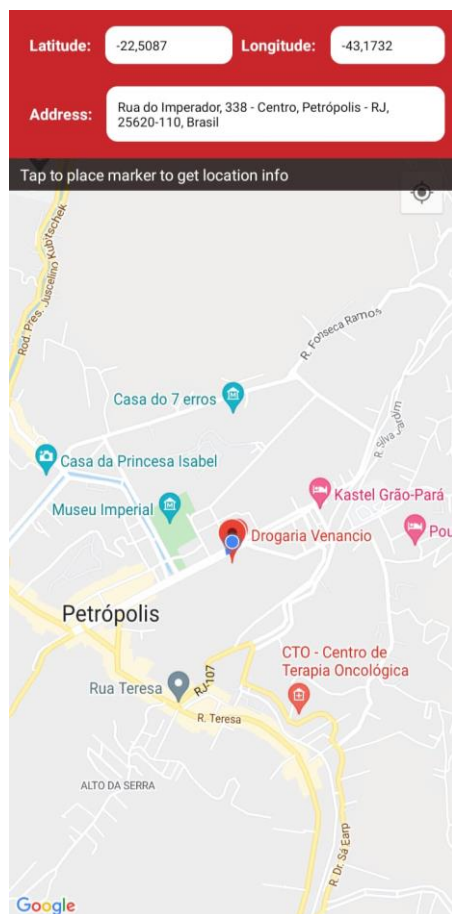 Latitude: -22,5087 Longitude: -43,1732
Address: Rua do Imperador, 338 - Centro, Petrópolis - RJ,
25620-110, Brasil
Tap to place marker to get location info
Rod. Pres. Juscelino Kubitschek
R. Fonseca Ramos
Casa do 7 erros
R. Silva Jardim
Casa da Princesa Isabel
Kastel Grão-Pará
Museu Imperial
Drogaria Venancio
Pou
Petrópolis
CTO - Centro de
Terapia Oncológica
Rua Teresa
RJ-107
R. Teresa
ALTO DA SERRA
R. Dr. Sá Earp
Google